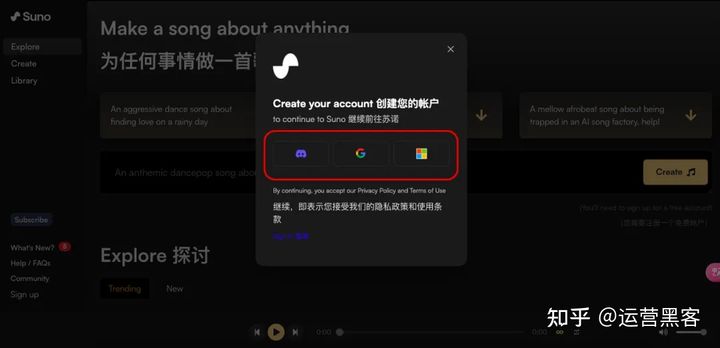 Suno
Explore
Create
Library
Subscribe
What's New? 8
Help / FAQs
Community
Sign up
Make a song about anything
为任何事情做一首
An aggressive dance song about
finding love on a rainy day
A mellow afrobeat song about being
trapped in an AI song factory, help!
An anthemic dancepop song about
Create
(You'll need to sign up for a free account)
(您需要注册一个免费帐户)
Create your account 创建您的帐户
to continue to Suno 继续前往苏诺
By continuing, you accept our Privacy Policy and Terms of Use
继续，即表示您接受我们的隐私政策和使用条
款
Explore 探讨
Trending
New
0:00
0:00
知乎 @运营黑客